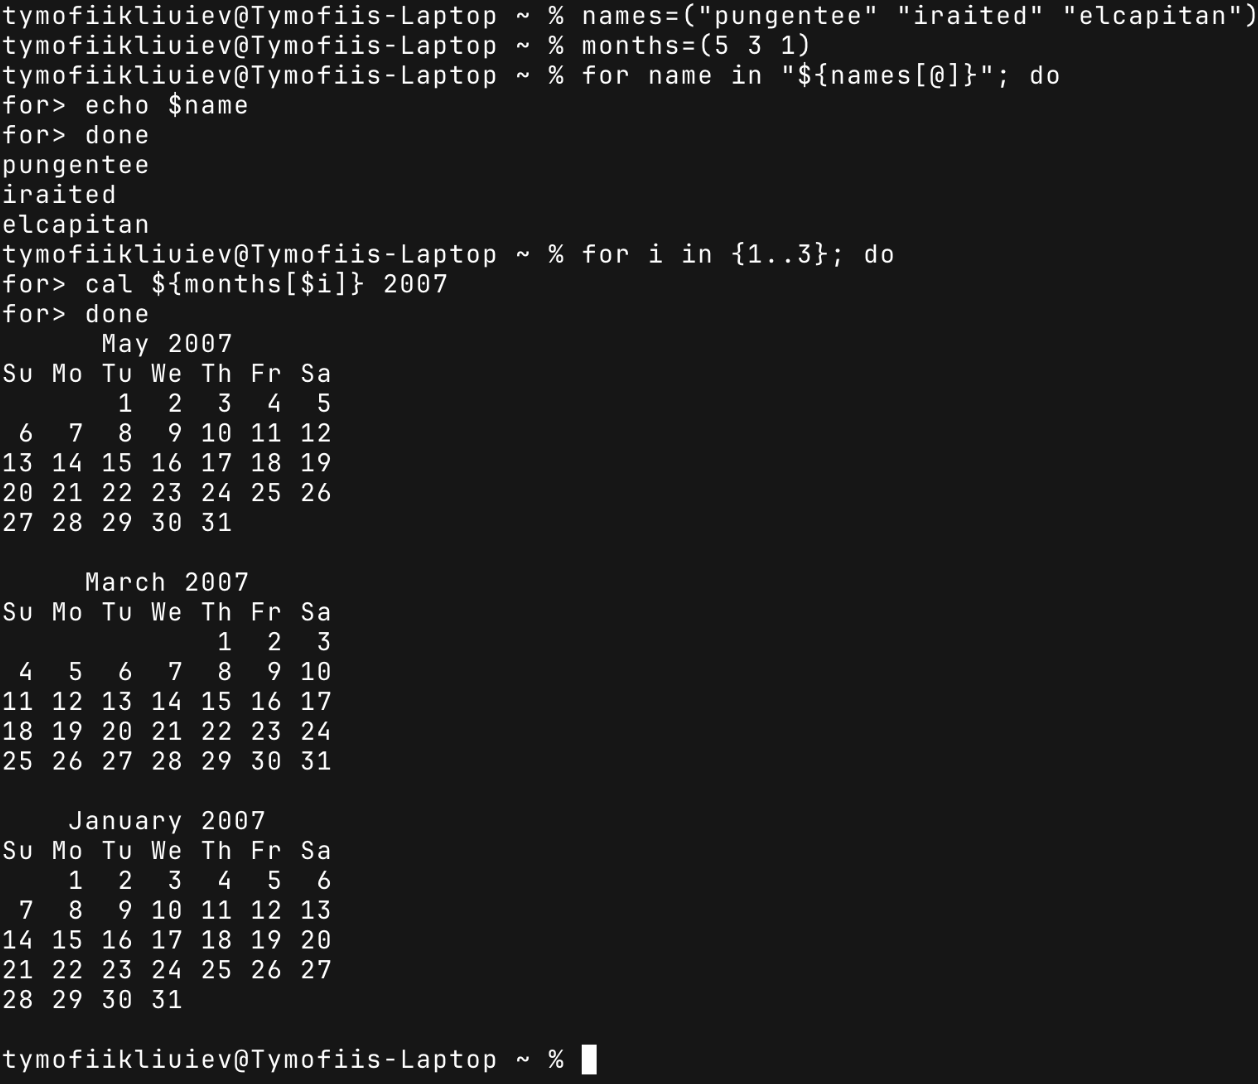 tymofiikliuiev@Tymofiis-Laptop ~ % names=("pungentee" "iraited" "elcapitan")
tymofiikliuiev@Tymofiis-Laptop ~ % months=(5 3 1)
tymofiikliuiev@Tymofiis-Laptop ~ % for name in "${names[@]}"; do
for> echo $name
for> done
pungentee
iraited
elcapitan
tymofiikliuiev@Tymofiis-Laptop ~ % for i in {1..3}; do
for> cal ${months[$i]} 2007
for> done
      May 2007
Su Mo Tu We Th Fr Sa
       1  2  3  4  5
 6  7  8  9 10 11 12
13 14 15 16 17 18 19
20 21 22 23 24 25 26
27 28 29 30 31

     March 2007
Su Mo Tu We Th Fr Sa
             1  2  3
 4  5  6  7  8  9 10
11 12 13 14 15 16 17
18 19 20 21 22 23 24
25 26 27 28 29 30 31

    January 2007
Su Mo Tu We Th Fr Sa
    1  2  3  4  5  6
 7  8  9 10 11 12 13
14 15 16 17 18 19 20
21 22 23 24 25 26 27
28 29 30 31

tymofiikliuiev@Tymofiis-Laptop ~ %